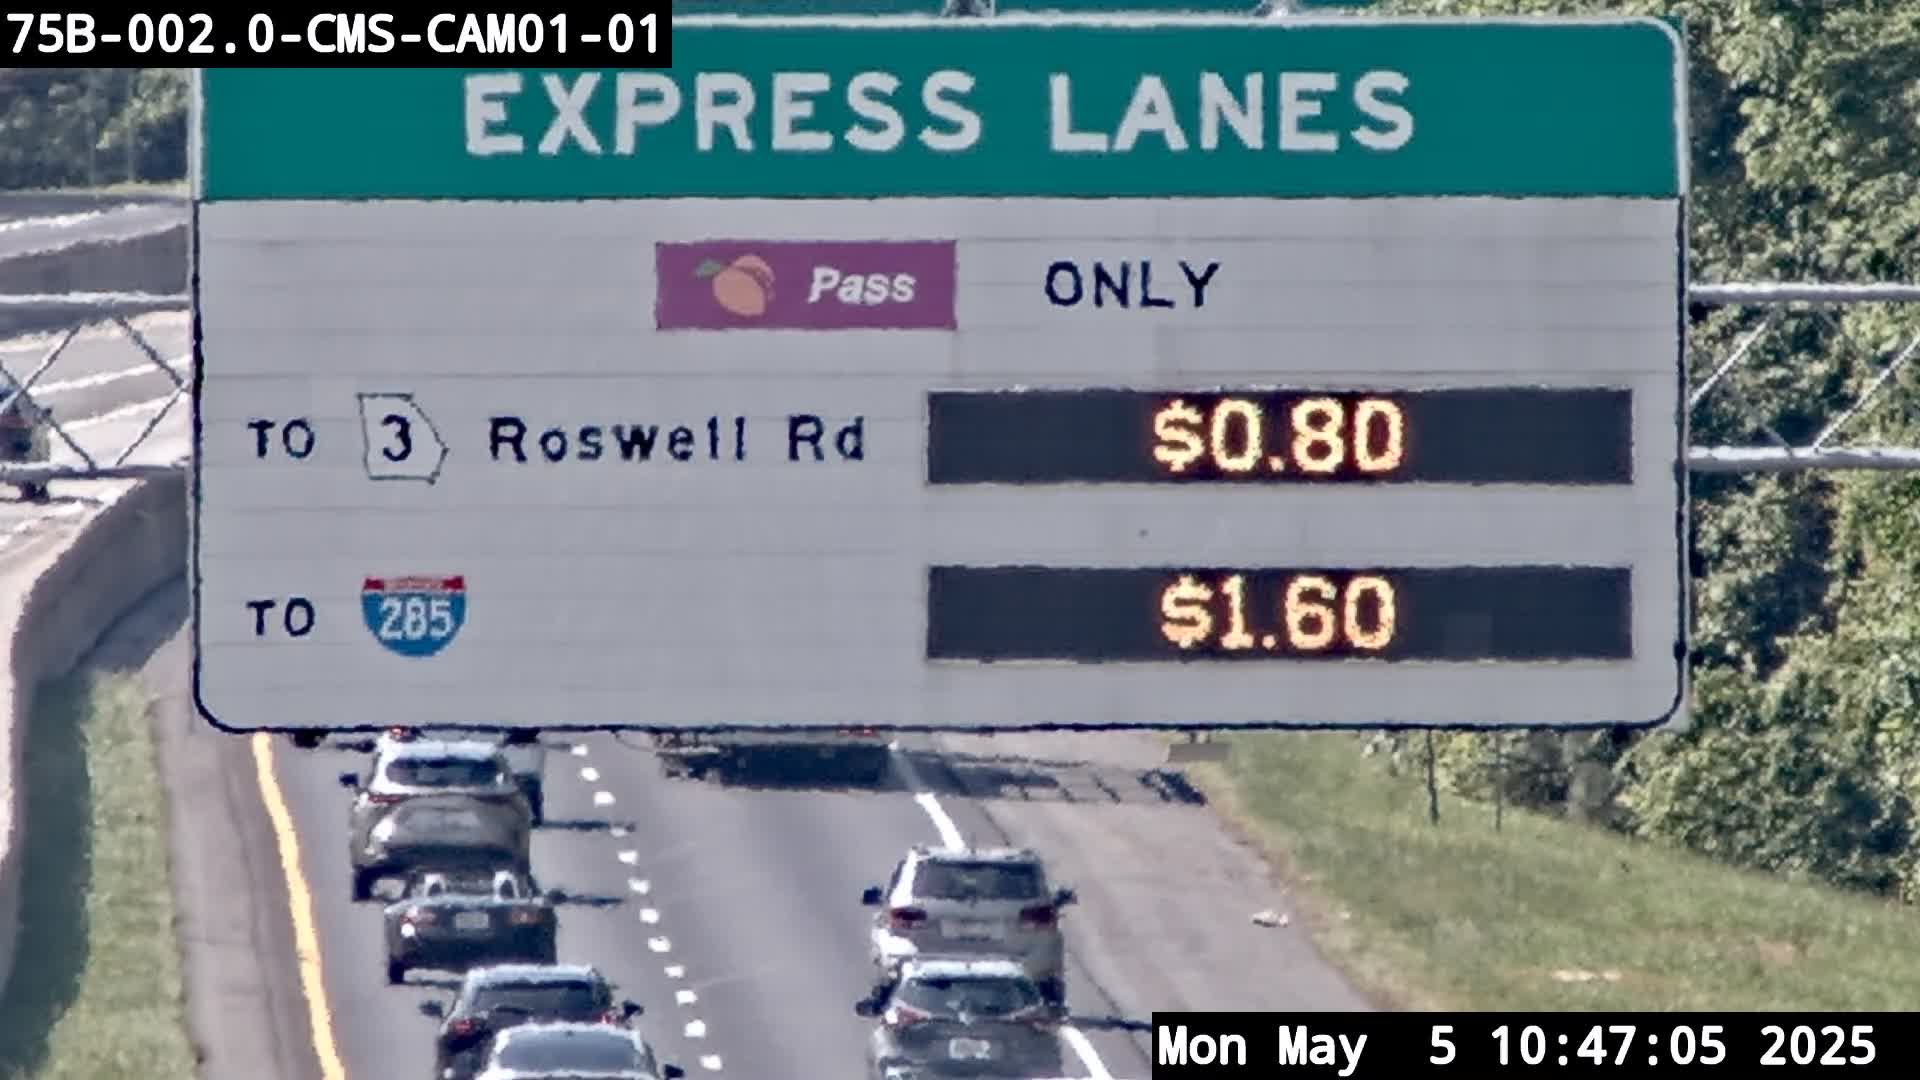 75B-002.0-CMS-CAM01-01
EXPRESS LANES
Pass ONLY
TO 3 Roswell Rd $0.80
TO 285 $1.60
Mon May 5 10:47:05 2025